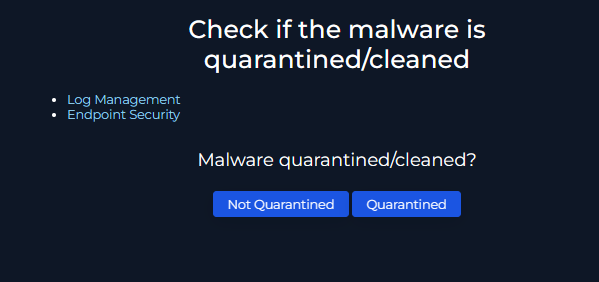 Check if the malware is
quarantined/cleaned
Log Management
Endpoint Security
Malware quarantined/cleaned?
Not Quarantined
Quarantined